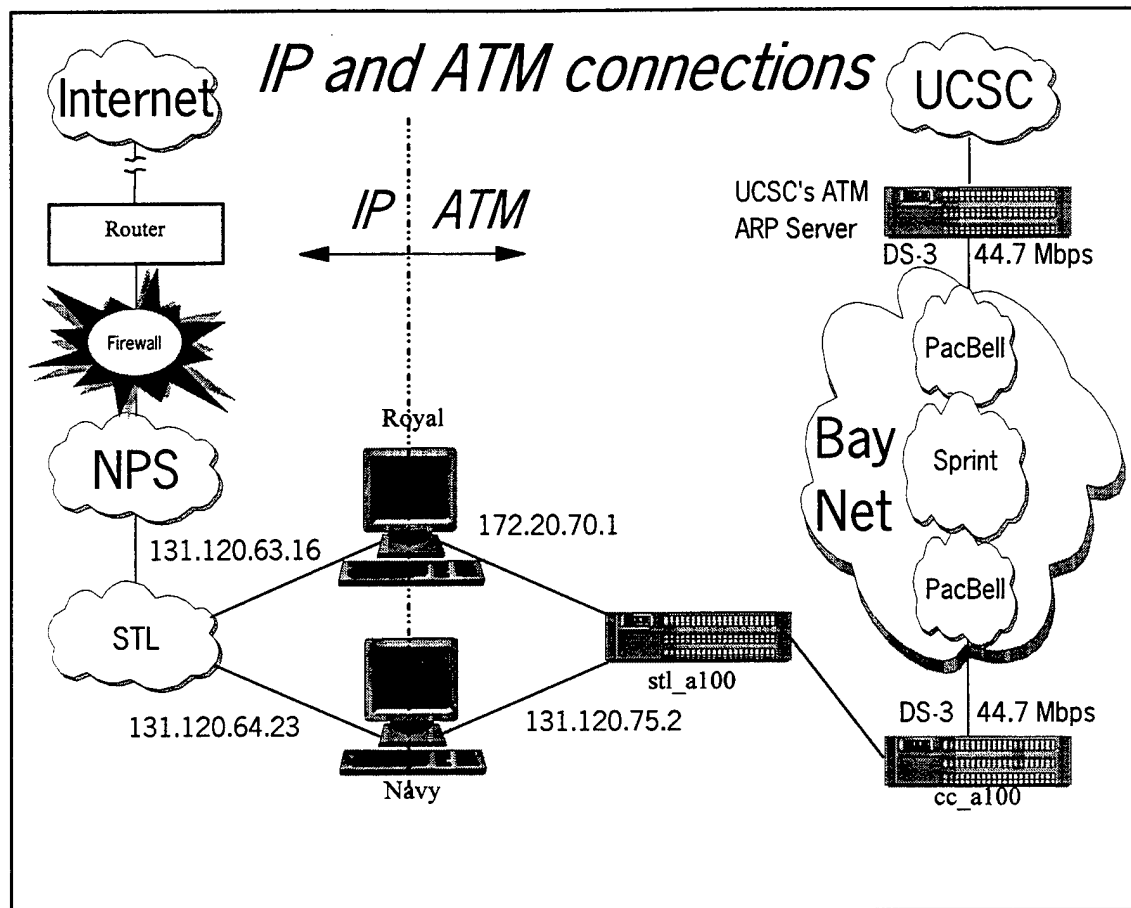 IP and ATM connections
Internet
UCSC
IP
ATM
UCSC's ATM
ARP Server
Router
DS-3
44.7 Mbps
Firewall
PacBell
Royal
Bay
Net
Sprint
NPS
131.120.63.16
172.20.70.1
PacBell
STL
stl_a100
131.120.64.23
131.120.75.2
DS-3
44.7 Mbps
Navy
cc_a100